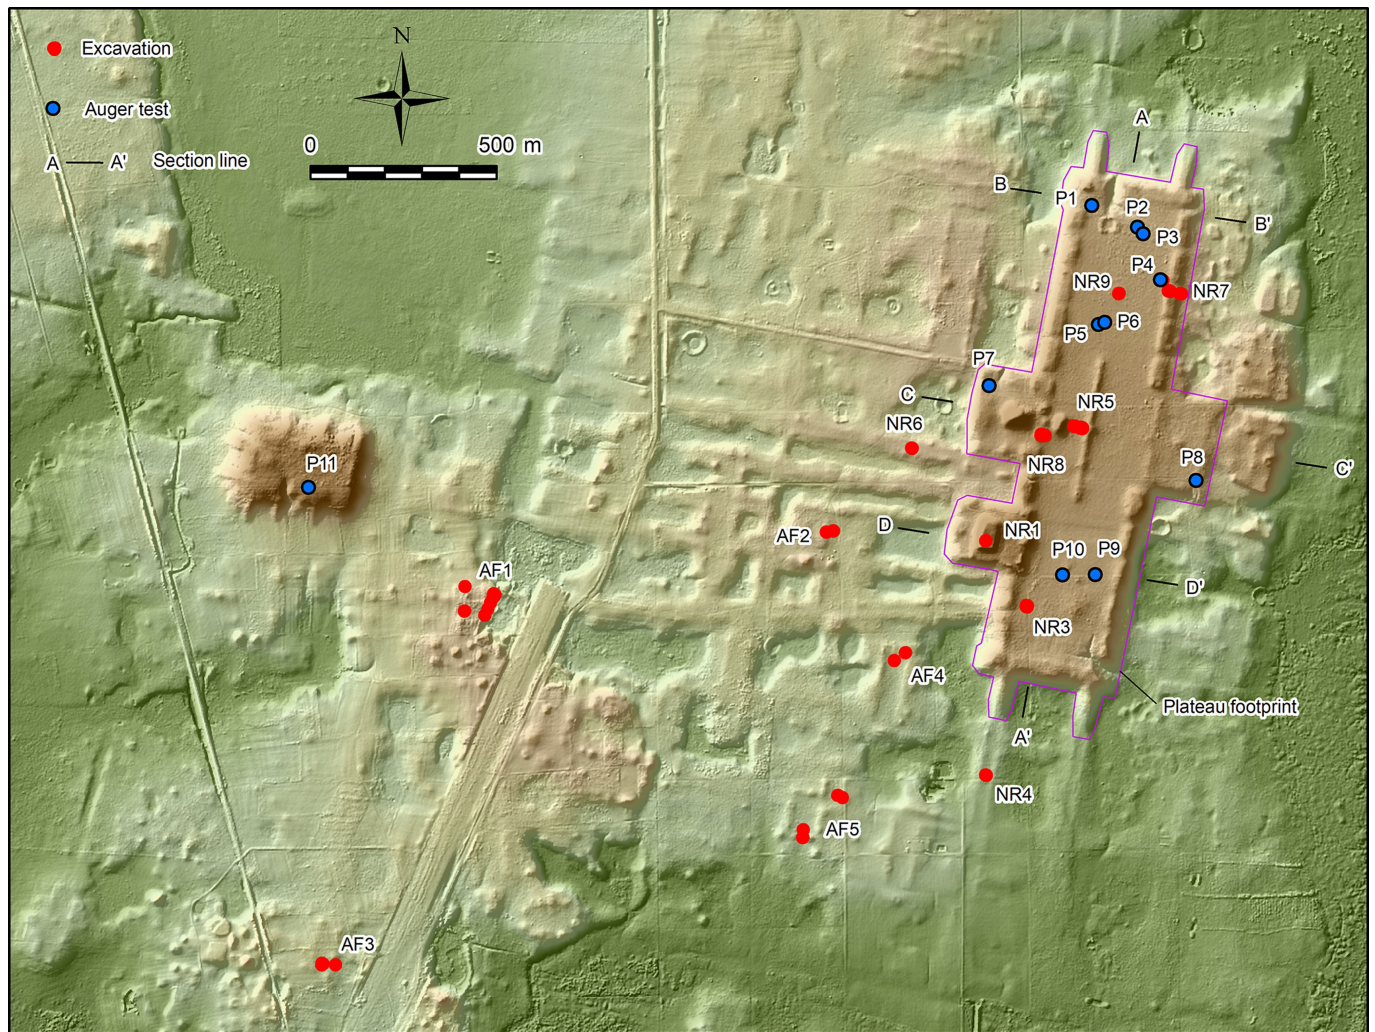 Excavation
Auger test
A A' Section line
N
0 500 m
A
B
P1
B'
P2
P3
P4
NR9
NR7
P5
P6
P7
C
NR5
NR6
NR8
P8
C'
P11
D
AF2
NR1
P10
P9
D'
AF1
NR3
AF4
Plateau footprint
A'
NR4
AF5
AF3